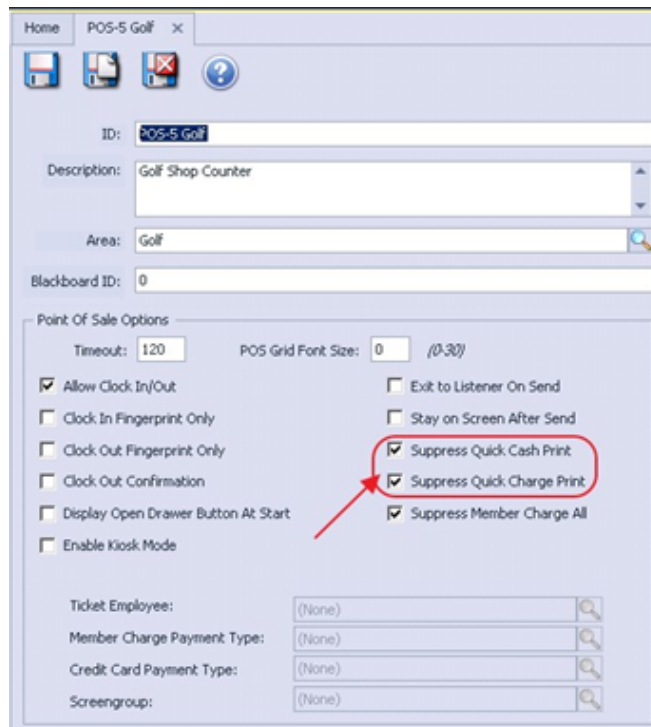 Home POS-5 Golf
ID: POS-5 Golf
Description: Golf Shop Counter
Area: Golf
Blackboard ID: 0
Point Of Sale Options
Timeout: 120 POS Grid Font Size: 0 (0-30)
Allow Clock In/Out Exit to Listener On Send
Clock In Fingerprint Only Stay on Screen After Send
Clock Out Fingerprint Only Suppress Quick Cash Print
Clock Out Confirmation Suppress Quick Charge Print
Display Open Drawer Button At Start Suppress Member Charge All
Enable Kiosk Mode
Ticket Employee: (None)
Member Charge Payment Type: (None)
Credit Card Payment Type: (None)
Screengroup: (None)